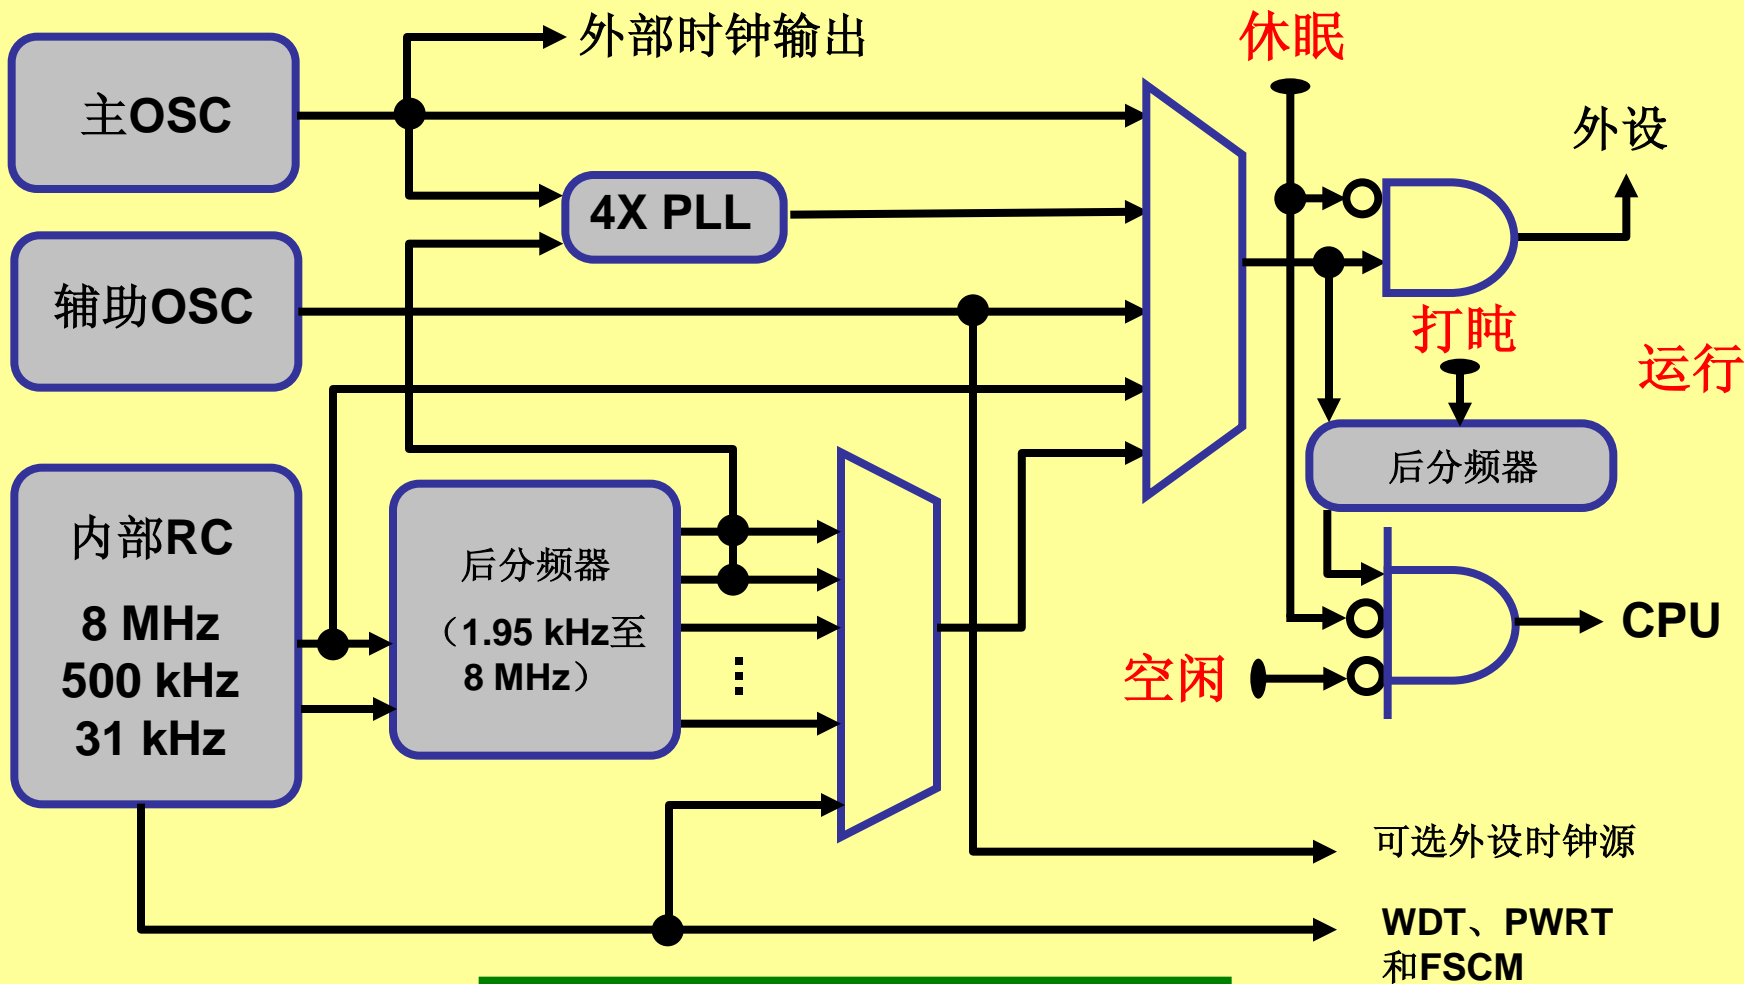 外部时钟输出
休眠
主OSC
外设
4X PLL
辅助OSC
打盹
运行
后分频器
内部RC
8 MHz
500 kHz
31 kHz
后分频器
（1.95 kHz至
8 MHz）
CPU
空闲
可选外设时钟源
WDT、PWRT
和FSCM